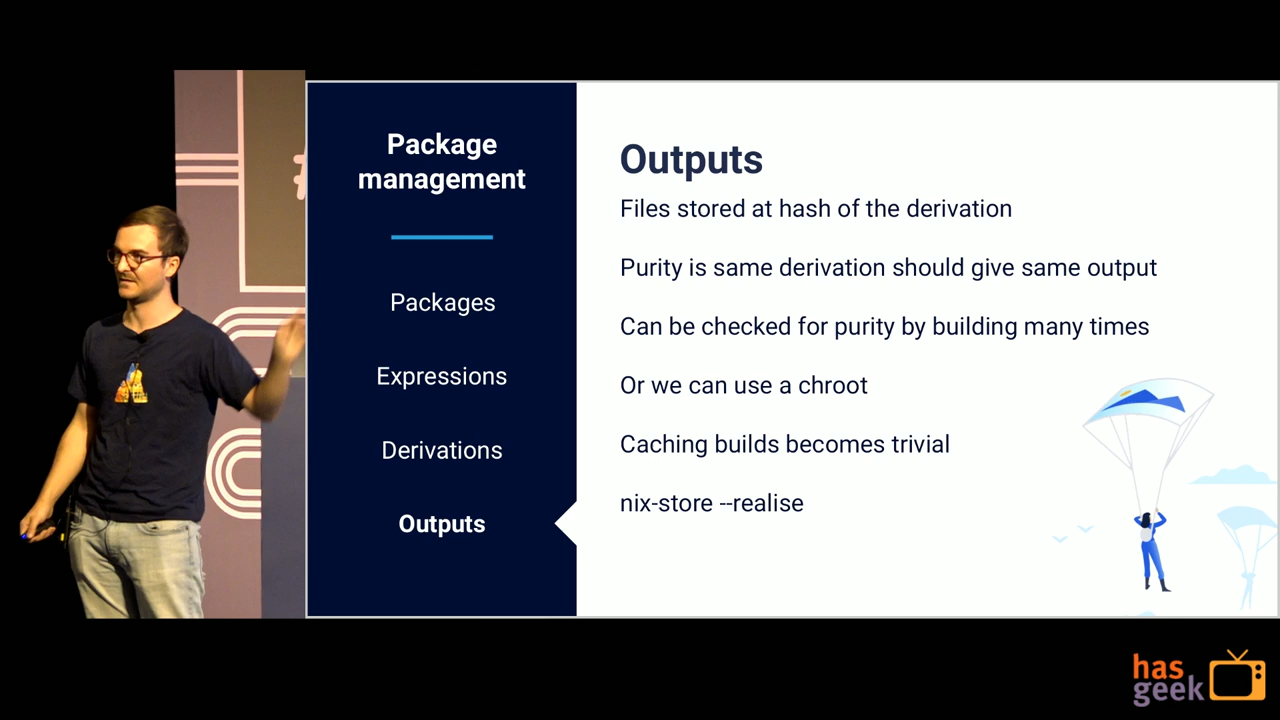 Package
management
Packages
Expressions
Derivations
Outputs
Outputs
Files stored at hash of the derivation
Purity is same derivation should give same output
Can be checked for purity by building many times
Or we can use a chroot
Caching builds becomes trivial
nix-store --realise
has
geek